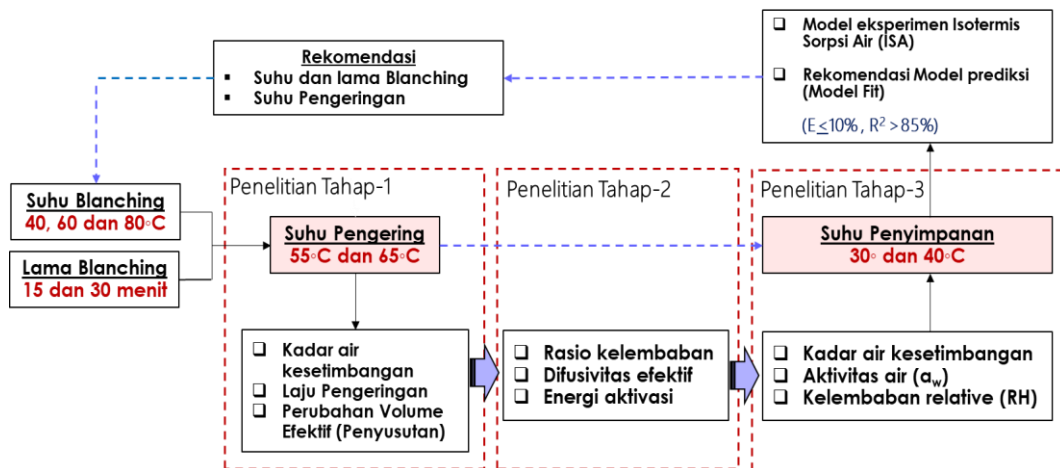 Rekomendasi
▪ Suhu dan lama Blanching
▪ Suhu Pengeringan
❑ Model eksperimen Isotermis
Sorpsi Air (ISA)
❑ Rekomendasi Model prediksi
(Model Fit)
(E≤10%, R² >85%)
Suhu Blanching
40, 60 dan 80◦C
Lama Blanching
15 dan 30 menit
Penelitian Tahap-1
Suhu Pengering
55◦C dan 65◦C
❑ Kadar air
kesetimbangan
❑ Laju Pengeringan
❑ Perubahan Volume
Efektif (Penyusutan)
Penelitian Tahap-2
❑ Rasio kelembaban
❑ Difusivitas efektif
❑ Energi aktivasi
Penelitian Tahap-3
Suhu Penyimpanan
30◦ dan 40◦C
❑ Kadar air kesetimbangan
❑ Aktivitas air (a_w)
❑ Kelembaban relative (RH)